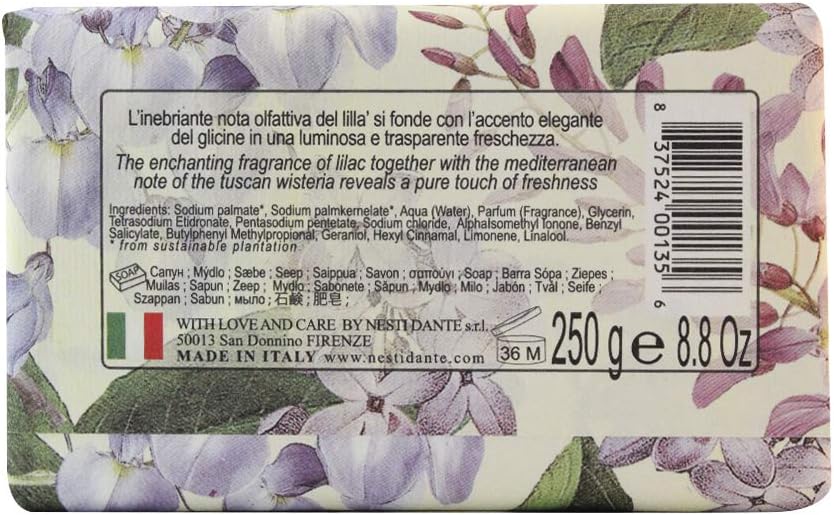 L'inebriante nota olfattiva del lilla' si fonde con l'accento elegante
del glicine in una luminosa e trasparente freschezza.
The enchanting fragrance of lilac together with the mediterranean
note of the tuscan wisteria reveals a pure touch of freshness
Ingredients: Sodium palmate*, Sodium palmkernelate*, Aqua (Water), Parfum (Fragrance), Glycerin,
Tetrasodium Etidronate, Pentasodium pentetate, Sodium chloride, Alphalsomethyl Ionone, Benzyl
Salicylate, Butylphenyl Methylpropional, Geraniol, Hexyl Cinnamal, Limonene, Linalool.
* from sustainable plantation
SOAP Сапун ; Mýdlo ; Sæbe ; Seep ; Saippua ; Savon ; σαπούνι ; Soap ; Barra Sópa ; Ziepes ;
Muilas ; Sapun ; Zeep ; Mydło ; Sabonete ; Săpun ; Mydlo ; Milo ; Jabón ; Tvål ; Seife ;
Szappan ; Sabun ; мыло ; 石鹸 ; 肥皂 ;
WITH LOVE AND CARE BY NESTI DANTE s.r.l.
50013 San Donnino FIRENZE
MADE IN ITALY www.nestidante.com
36 M
250 g e 8.8 Oz
8 37524 00135 6